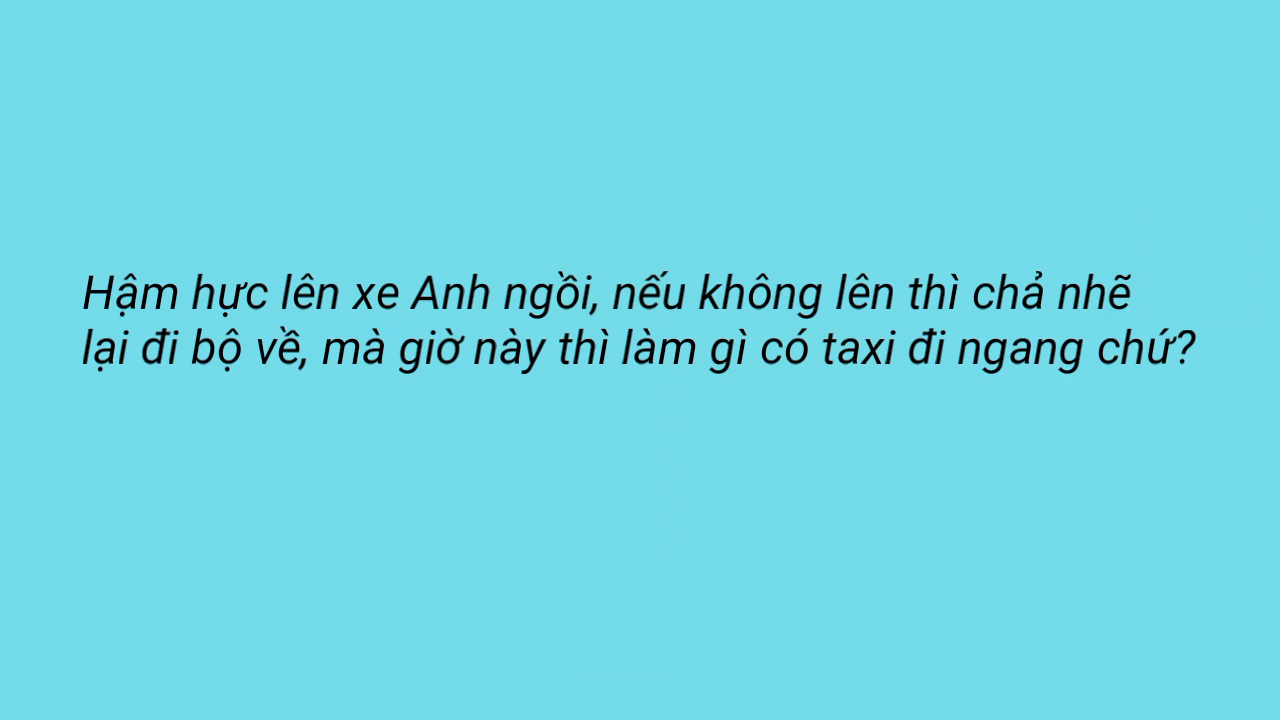 Hậm hực lên xe Anh ngồi, nếu không lên thì chả nhẽ
lại đi bộ về, mà giờ này thì làm gì có taxi đi ngang chứ?